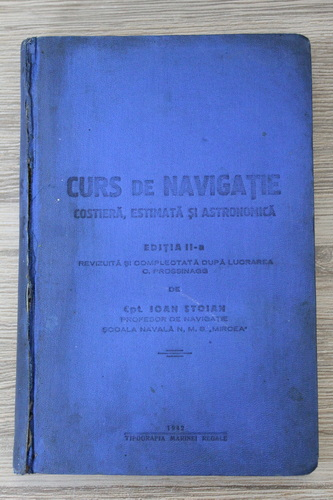 CURS DE NAVIGAȚIE
COSTIERĂ, ESTIMATĂ ȘI ASTRONOMICĂ
EDIȚIA II-a
REVIZUITĂ ȘI COMPLECTATĂ DUPĂ LUCRAREA
C. PROSSINAGG
DE
Cpt. IOAN STOIAN
PROFESOR DE NAVIGAȚIE
ȘCOALA NAVALĂ N. M. B. „MIRCEA”
TIPOGRAFIA MARINEI REGALE